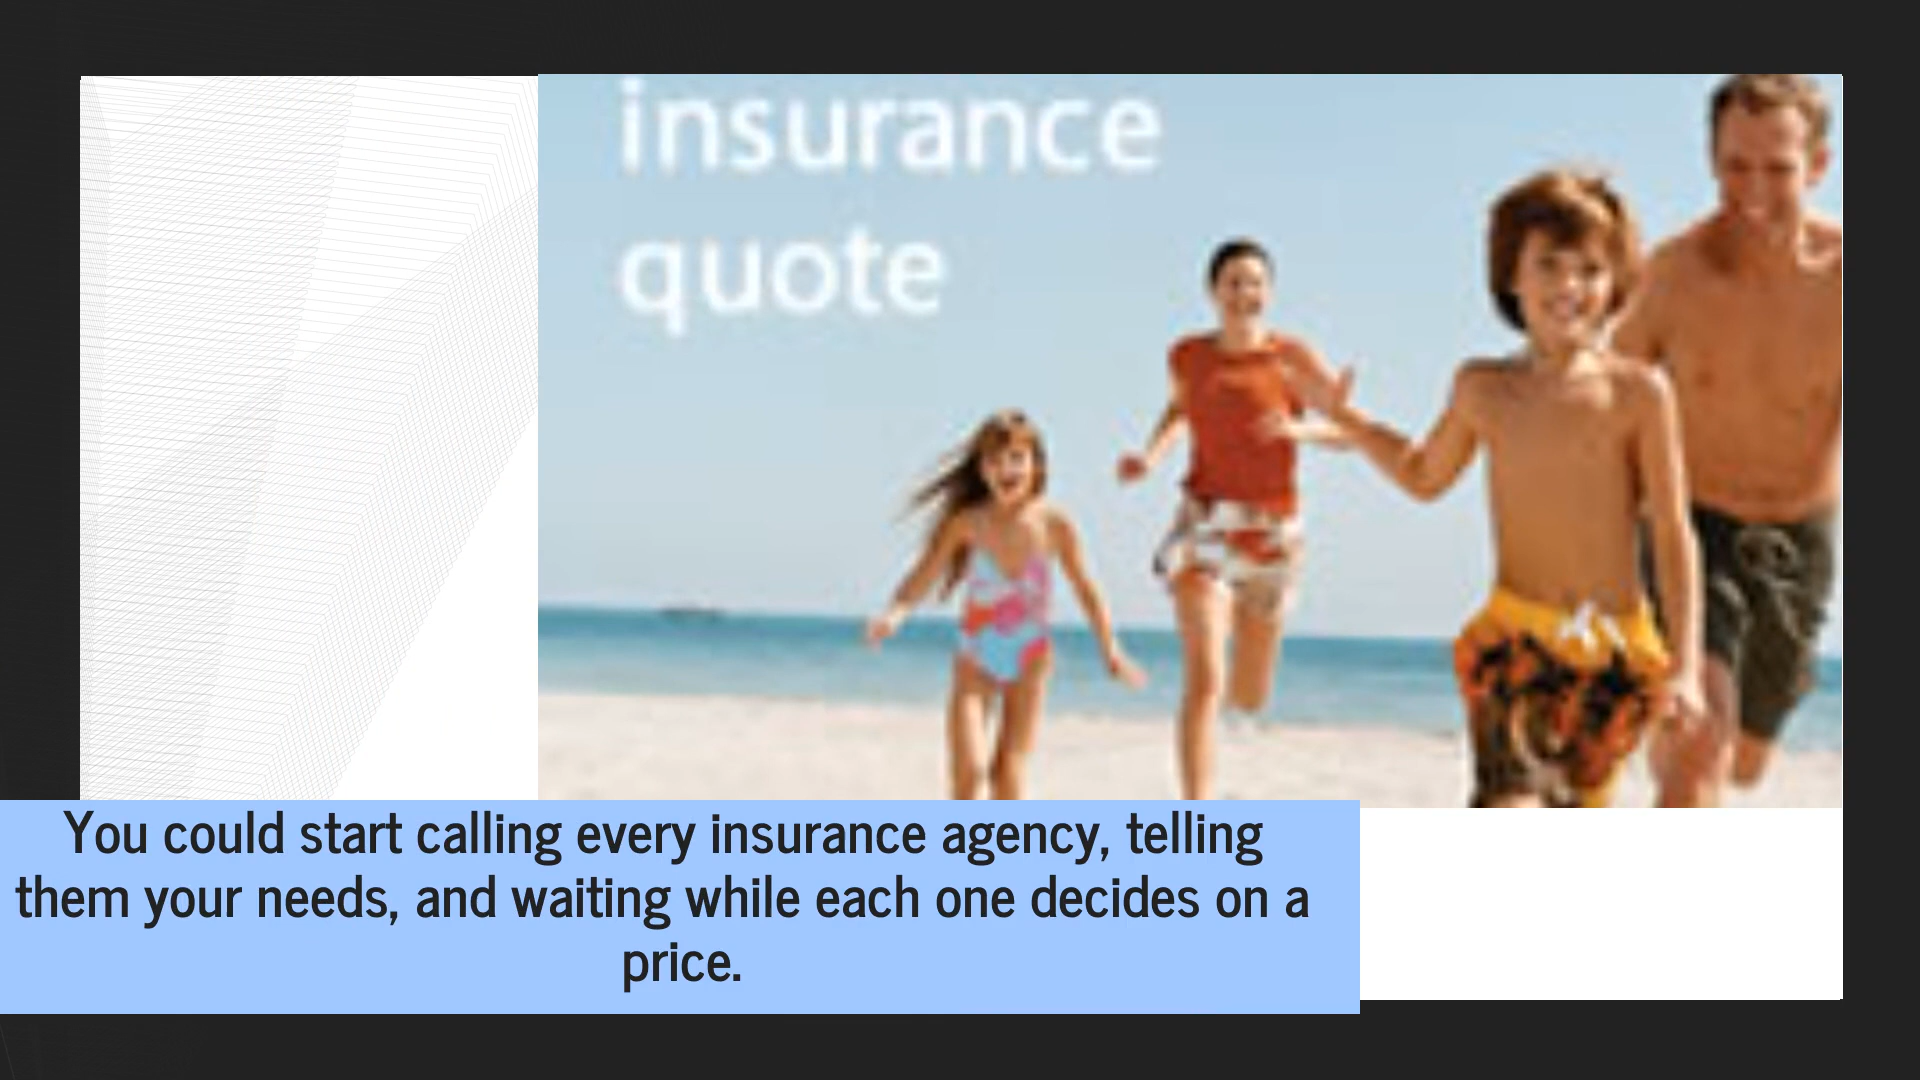 insurance
quote
You could start calling every insurance agency, telling
them your needs, and waiting while each one decides on a
price.